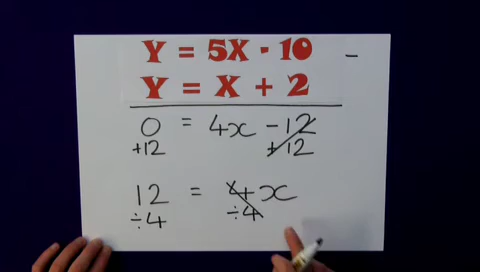 Y = 5X - 10 -
Y = X + 2
0 = 4x - 12
+12 +12
12 = 4x
÷4 ÷4